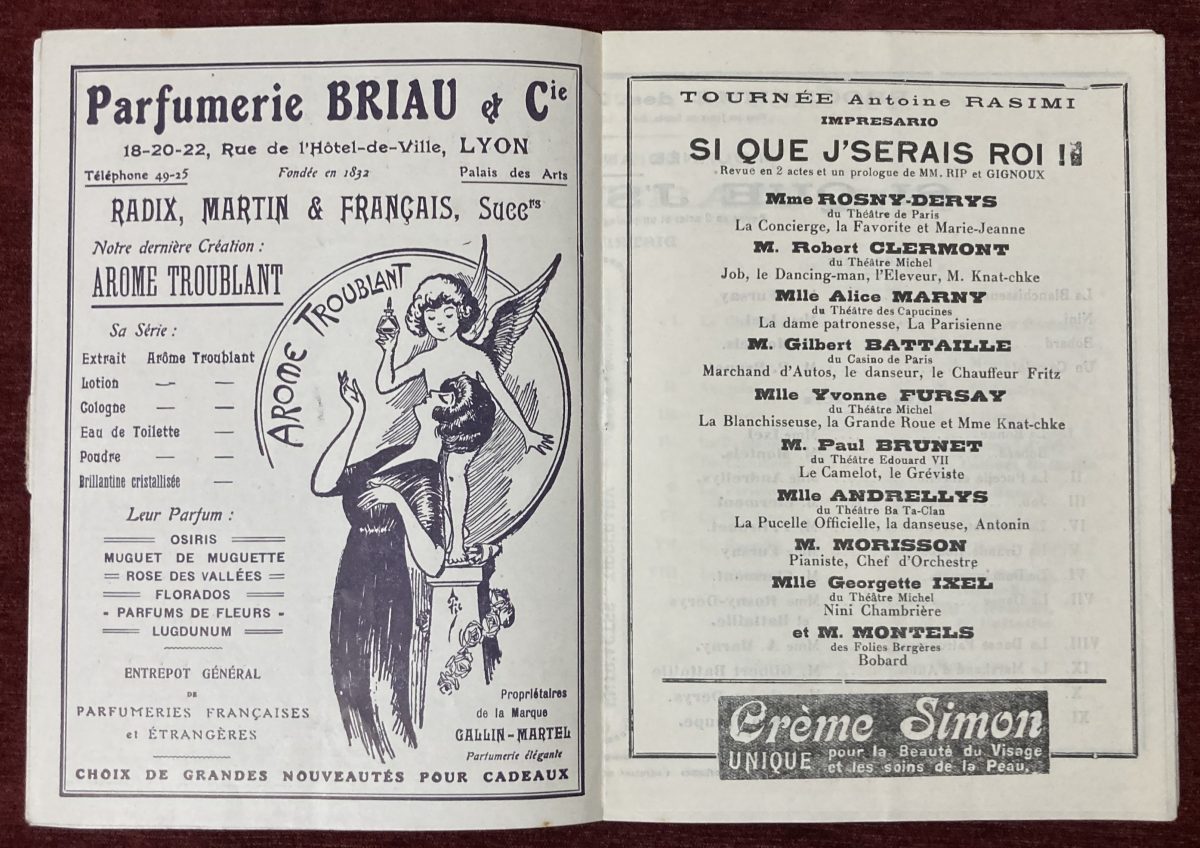 Parfumerie BRIAU & Cie
18-20-22, Rue de l'Hôtel-de-Ville, LYON
Téléphone 49-25 Fondée en 1832 Palais des Arts
RADIX, MARTIN & FRANÇAIS, Succrs
Notre dernière Création :
AROME TROUBLANT
Sa Série :
Extrait Arôme Troublant
Lotion — —
Cologne — —
Eau de Toilette — —
Poudre — —
Brillantine cristallisée —
AROME TROUBLANT
Leur Parfum :
OSIRIS
MUGUET DE MUGUETTE
ROSE DES VALLÉES
FLORADOS
- PARFUMS DE FLEURS -
LUGDUNUM
ENTREPOT GÉNÉRAL
DE
PARFUMERIES FRANÇAISES
et ÉTRANGÈRES
Propriétaires
de la Marque
GALLIN-MARTEL
Parfumerie élégante
CHOIX DE GRANDES NOUVEAUTÉS POUR CADEAUX
TOURNÉE Antoine RASIMI
IMPRESARIO
SI QUE J'SERAIS ROI !!
Revue en 2 actes et un prologue de MM. RIP et GIGNOUX
Mme ROSNY-DERYS
du Théâtre de Paris
La Concierge, la Favorite et Marie-Jeanne
M. Robert CLERMONT
du Théâtre Michel
Job, le Dancing-man, l'Eleveur, M. Knat-chke
Mlle Alice MARNY
du Théâtre des Capucines
La dame patronesse, La Parisienne
M. Gilbert BATTAILLE
du Casino de Paris
Marchand d'Autos, le danseur, le Chauffeur Fritz
Mlle Yvonne FURSAY
du Théâtre Michel
La Blanchisseuse, la Grande Roue et Mme Knat-chke
M. Paul BRUNET
du Théâtre Edouard VII
Le Camelot, le Gréviste
Mlle ANDRELLYS
du Théâtre Ba Ta-Clan
La Pucelle Officielle, la danseuse, Antonin
M. MORISSON
Pianiste, Chef d'Orchestre
Mlle Georgette IXEL
du Théâtre Michel
Nini Chambrière
et M. MONTELS
des Folies Bergères
Bobard
Crème Simon
UNIQUE pour la Beauté du Visage
et les soins de la Peau.